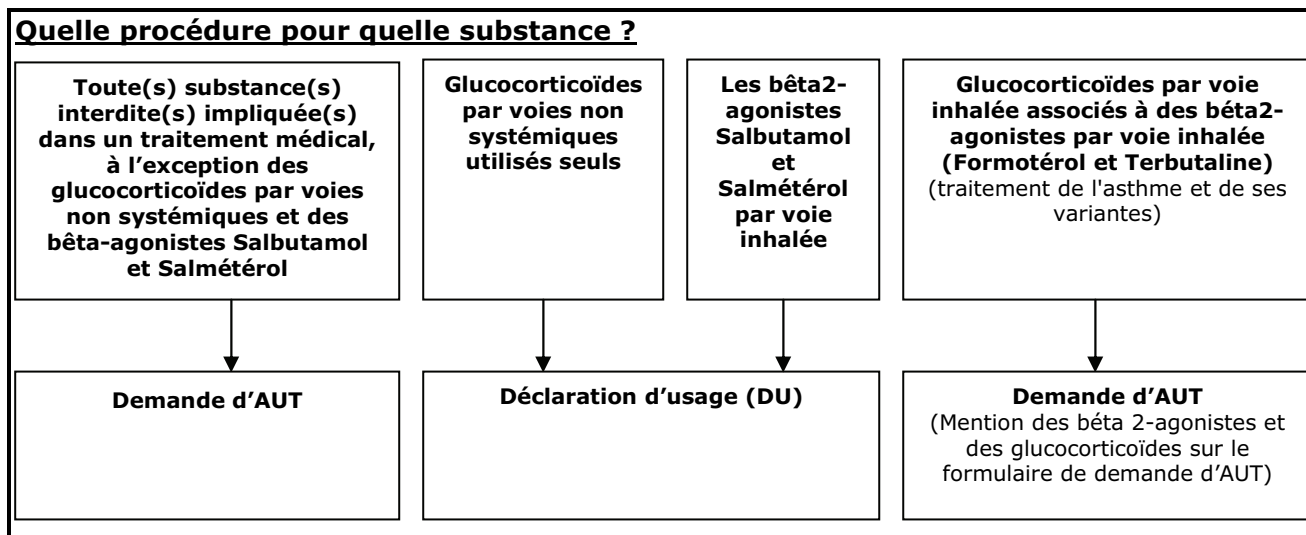 Quelle procédure pour quelle substance ?
Toute(s) substance(s)
interdite(s) impliquée(s)
dans un traitement médical,
à l'exception des
glucocorticoïdes par voies
non systémiques et des
bêta-agonistes Salbutamol
et Salmétérol
Glucocorticoïdes
par voies non
systémiques
utilisés seuls
Les bêta2-
agonistes
Salbutamol
et
Salmétérol
par voie
inhalée
Glucocorticoïdes par voie
inhalée associés à des béta2-
agonistes par voie inhalée
(Formotérol et Terbutaline)
(traitement de l'asthme et de ses
variantes)
Demande d'AUT
Déclaration d'usage (DU)
Demande d'AUT
(Mention des béta 2-agonistes et
des glucocorticoïdes sur le
formulaire de demande d'AUT)